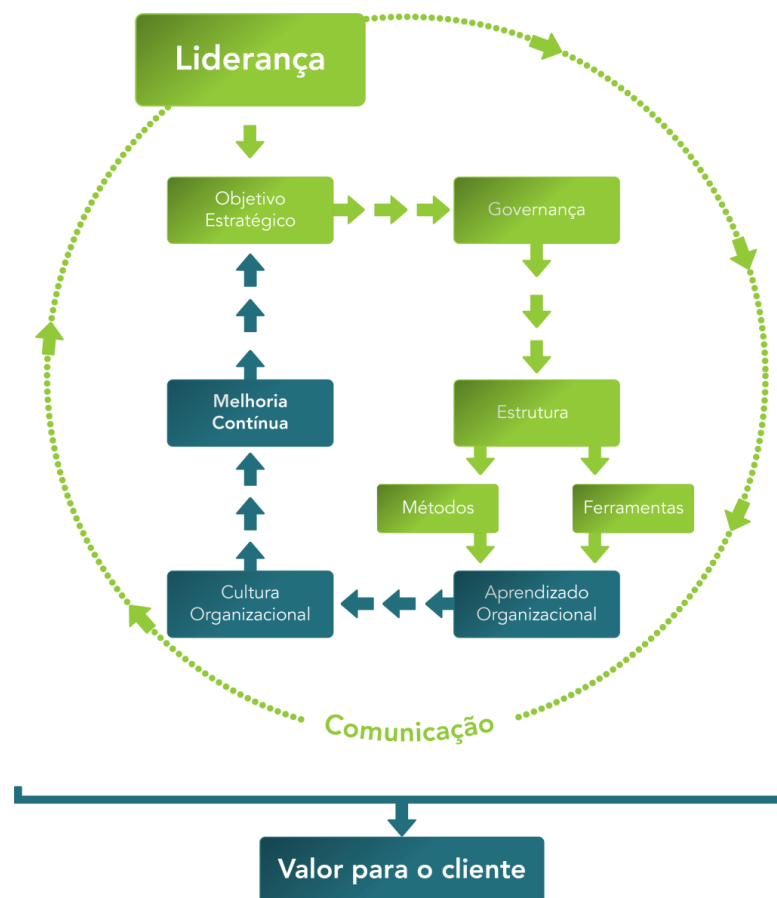 Liderança
Objetivo
Estratégico
Governança
Melhoria
Contínua
Estrutura
Métodos
Ferramentas
Cultura
Organizacional
Aprendizado
Organizacional
Comunicação
Valor para o cliente